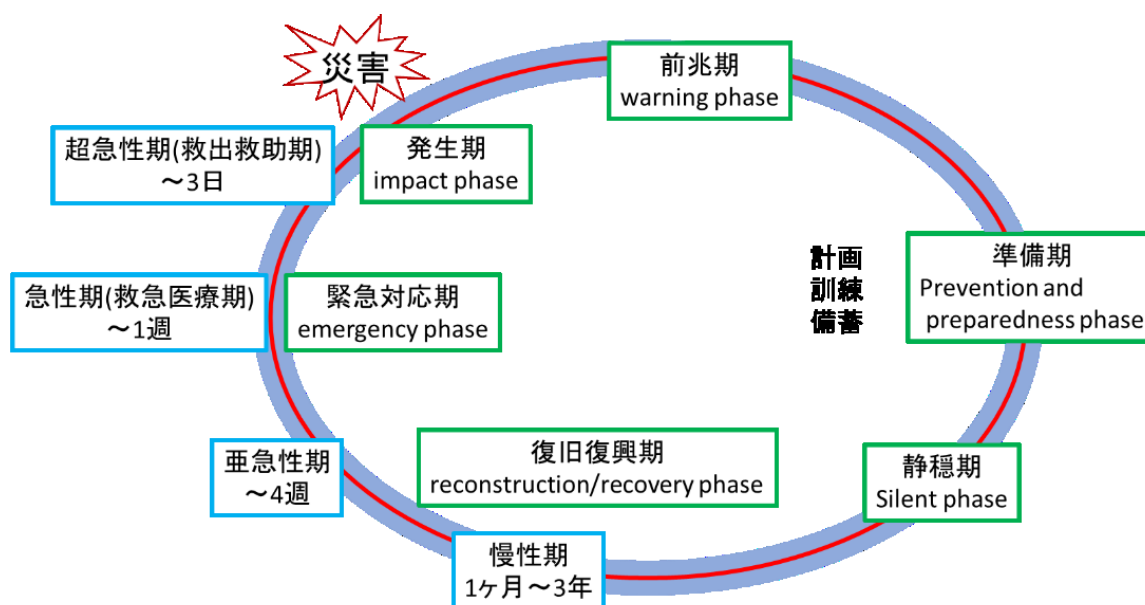 災害
前兆期
warning phase
超急性期(救出救助期)
～3日
発生期
impact phase
計画
訓練
備蓄
準備期
Prevention and
preparedness phase
急性期(救急医療期)
～1週
緊急対応期
emergency phase
亜急性期
～4週
復旧復興期
reconstruction/recovery phase
静穏期
Silent phase
慢性期
1ヶ月～3年